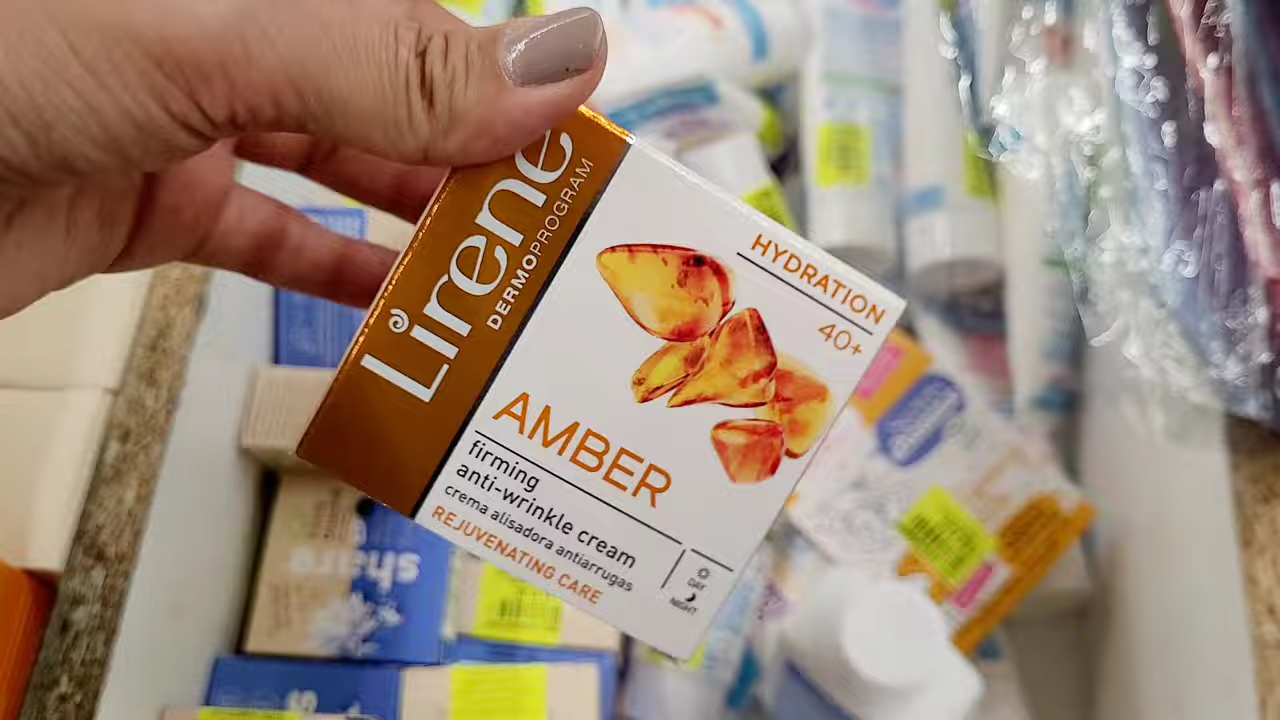 Lirene
DERMOPROGRAM
HYDRATION
40+
AMBER
firming
anti-wrinkle cream
crema alisadora antiarrugas
REJUVENATING CARE
DAY
NIGHT
share